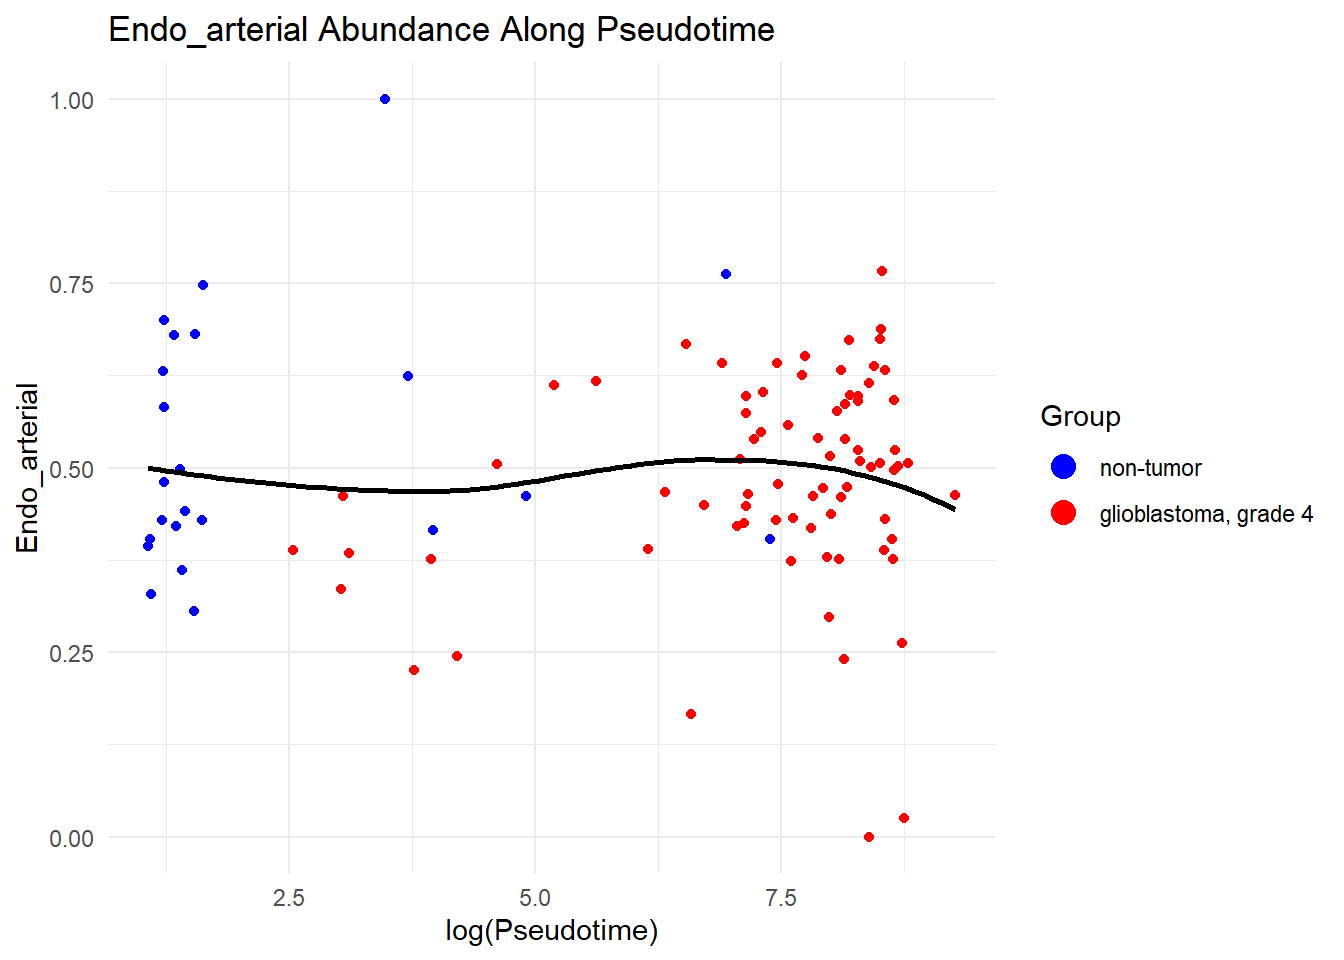 Endo_arterial Abundance Along Pseudotime
1.00
0.75
0.50
0.25
0.00
Endo_arterial
2.5 5.0 7.5
log(Pseudotime)
Group
non-tumor
glioblastoma, grade 4